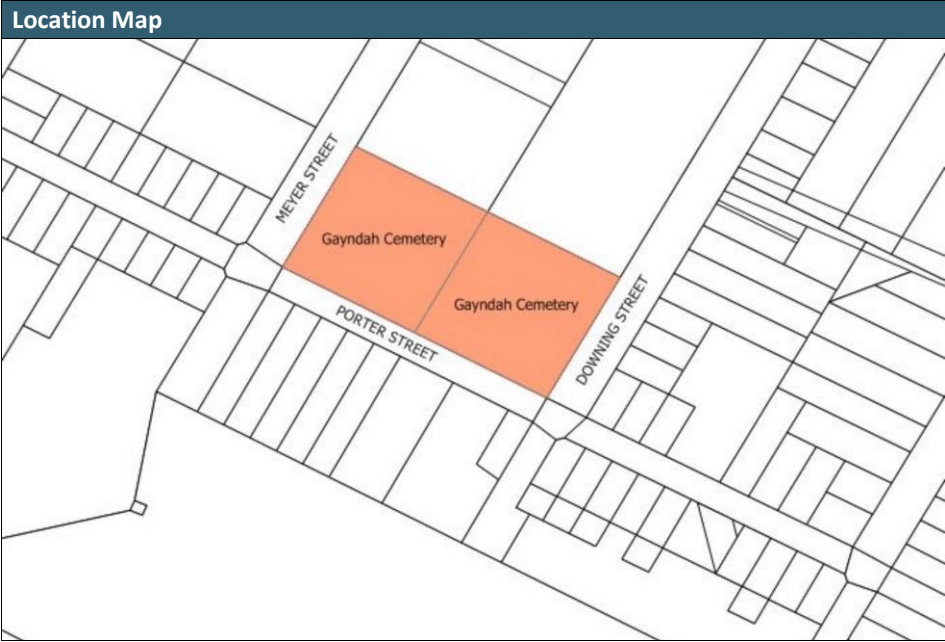 Location Map
MEYER STREET
Gayndah Cemetery
Gayndah Cemetery
PORTER STREET
DOWNING STREET